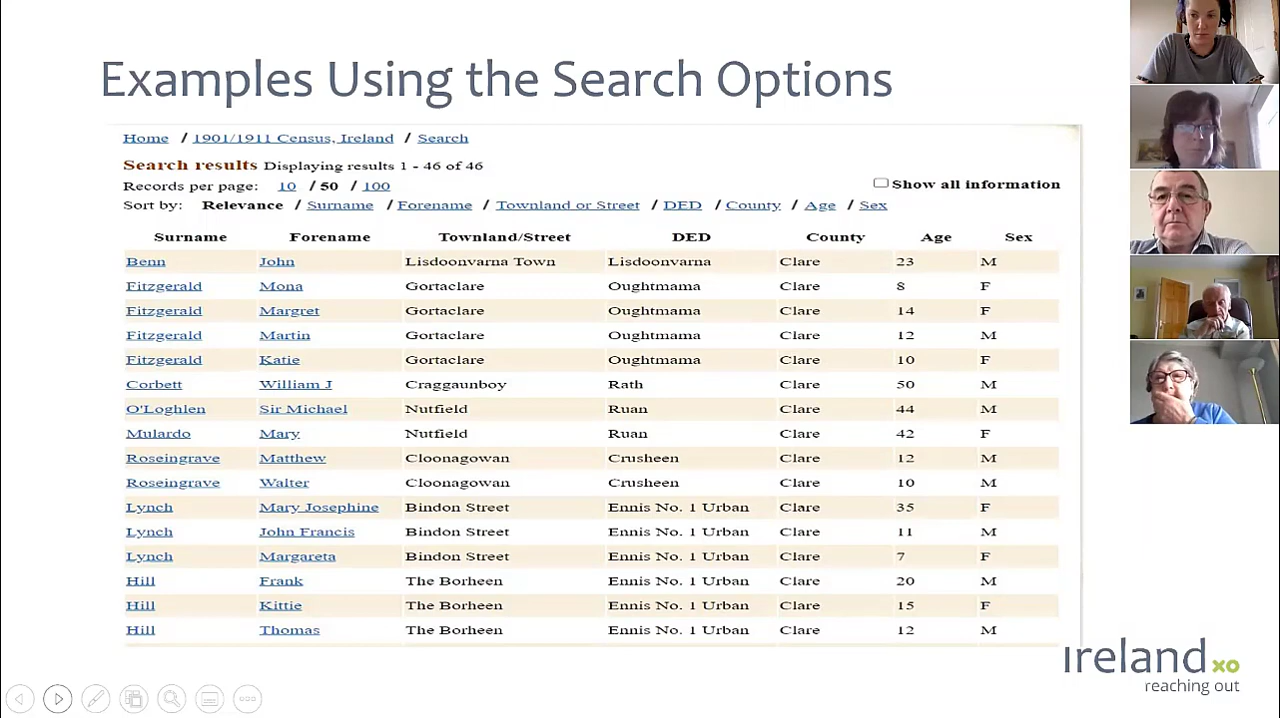 Examples Using the Search Options
Home / 1901/1911 Census, Ireland / Search
Search results Displaying results 1 - 46 of 46
Records per page: 10 / 50 / 100
Show all information
Sort by: Relevance / Surname / Forename / Townland or Street / DED / County / Age / Sex
Surname Forename Townland/Street DED County Age Sex
Benn John Lisdoonvarna Town Lisdoonvarna Clare 23 M
Fitzgerald Mona Gortaclare Oughtmama Clare 8 F
Fitzgerald Margret Gortaclare Oughtmama Clare 14 F
Fitzgerald Martin Gortaclare Oughtmama Clare 12 M
Fitzgerald Katie Gortaclare Oughtmama Clare 10 F
Corbett William J Craggaunboy Rath Clare 50 M
O'Loghlen Sir Michael Nutfield Ruan Clare 44 M
Mulardo Mary Nutfield Ruan Clare 42 F
Roseingrave Matthew Cloonagowan Crusheen Clare 12 M
Roseingrave Walter Cloonagowan Crusheen Clare 10 M
Lynch Mary Josephine Bindon Street Ennis No. 1 Urban Clare 35 F
Lynch John Francis Bindon Street Ennis No. 1 Urban Clare 11 M
Lynch Margareta Bindon Street Ennis No. 1 Urban Clare 7 F
Hill Frank The Borheen Ennis No. 1 Urban Clare 20 M
Hill Kittie The Borheen Ennis No. 1 Urban Clare 15 F
Hill Thomas The Borheen Ennis No. 1 Urban Clare 12 M
ireland xo
reaching out